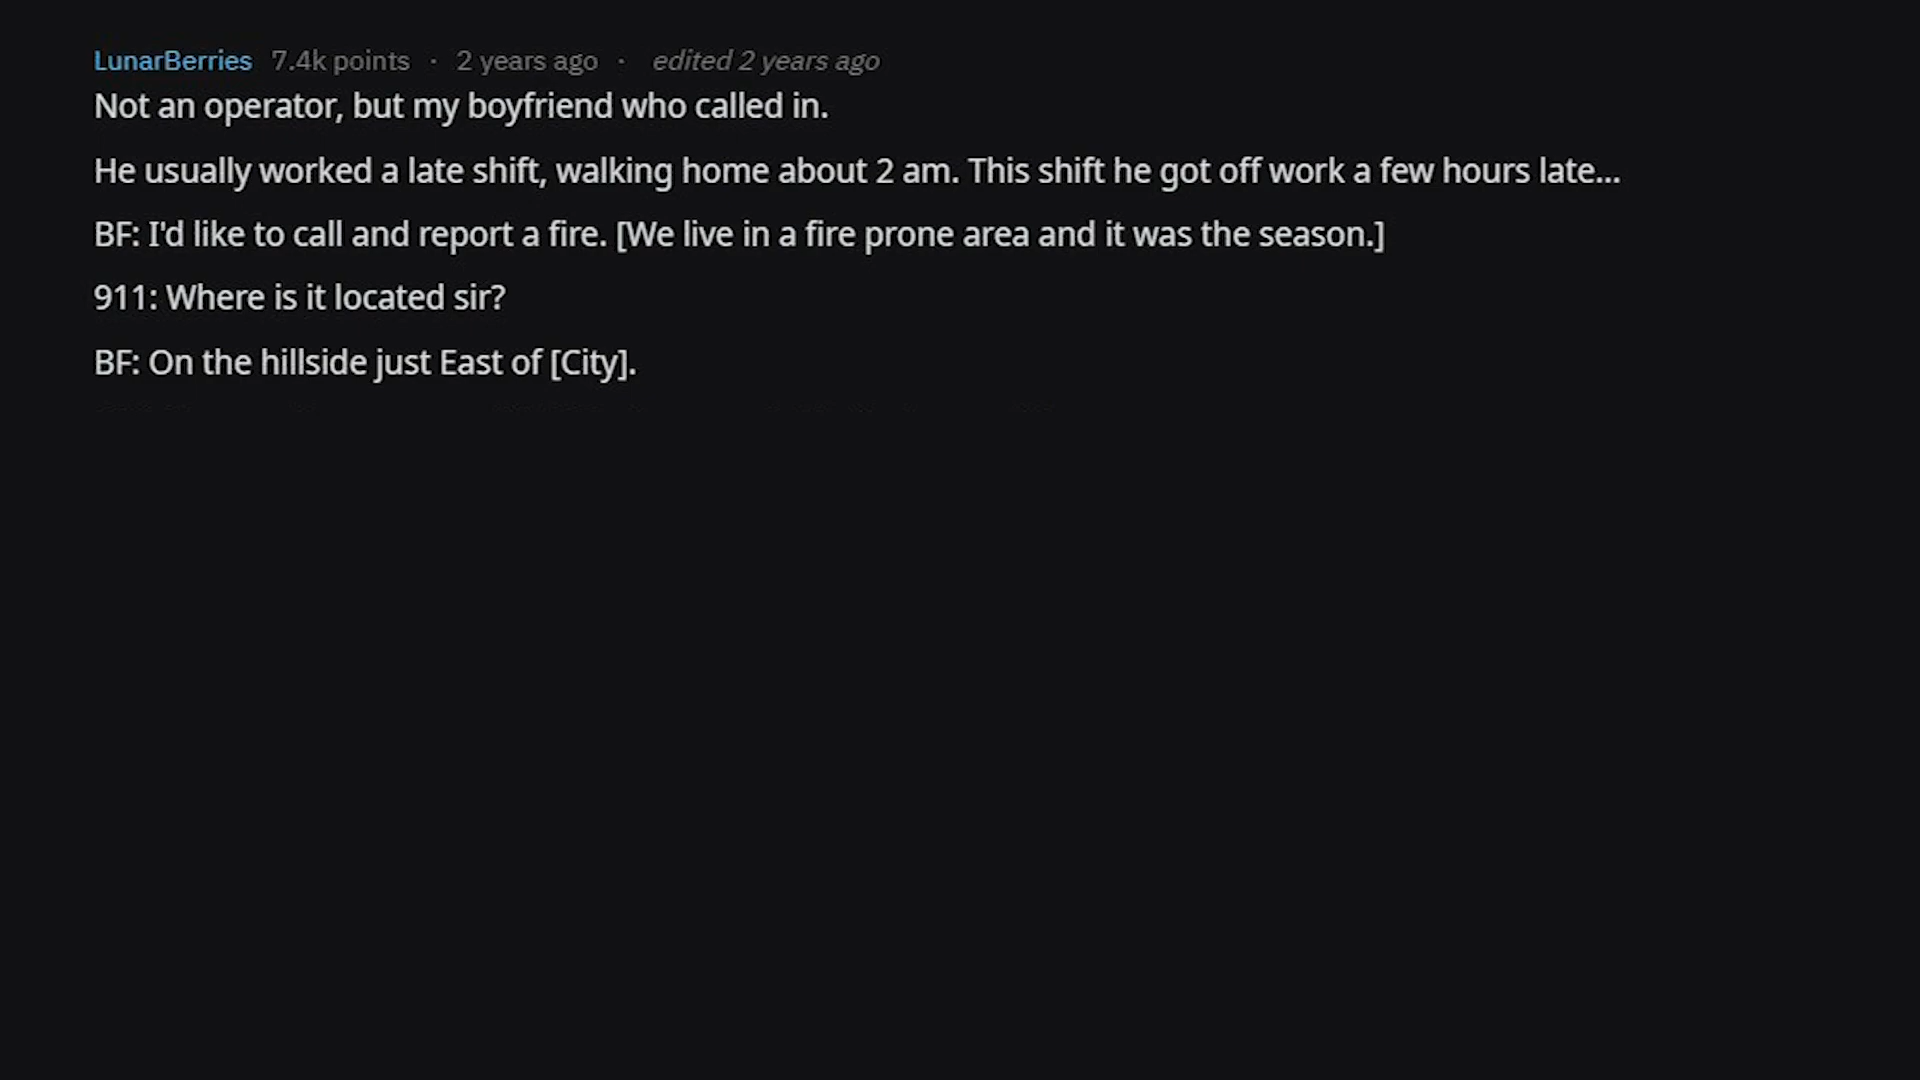 LunarBerries 7.4k points · 2 years ago · edited 2 years ago
Not an operator, but my boyfriend who called in.
He usually worked a late shift, walking home about 2 am. This shift he got off work a few hours late...
BF: I'd like to call and report a fire. [We live in a fire prone area and it was the season.]
911: Where is it located sir?
BF: On the hillside just East of [City].